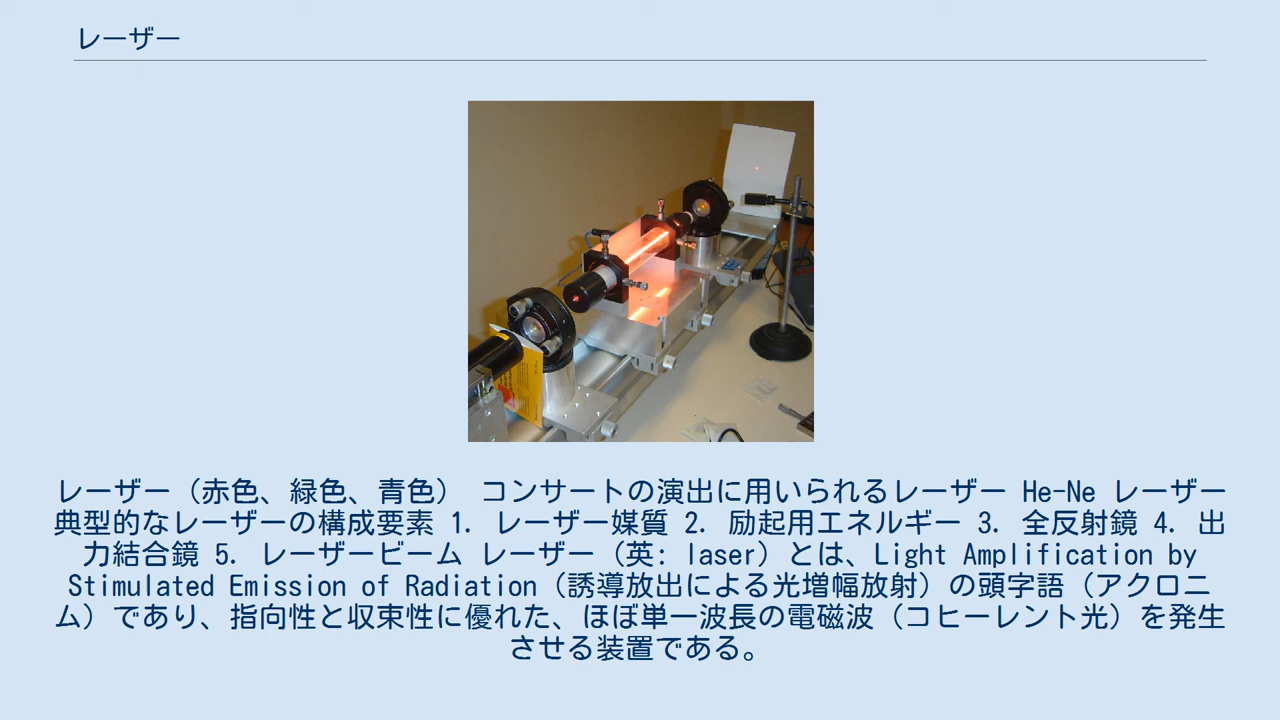 レーザー
レーザー（赤色、緑色、青色） コンサートの演出に用いられるレーザー He-Ne レーザー
典型的なレーザーの構成要素 1. レーザー媒質 2. 励起用エネルギー 3. 全反射鏡 4. 出
力結合鏡 5. レーザービーム レーザー（英: laser）とは、Light Amplification by
Stimulated Emission of Radiation（誘導放出による光増幅放射）の頭字語（アクロニ
ム）であり、指向性と収束性に優れた、ほぼ単一波長の電磁波（コヒーレント光）を発生
させる装置である。